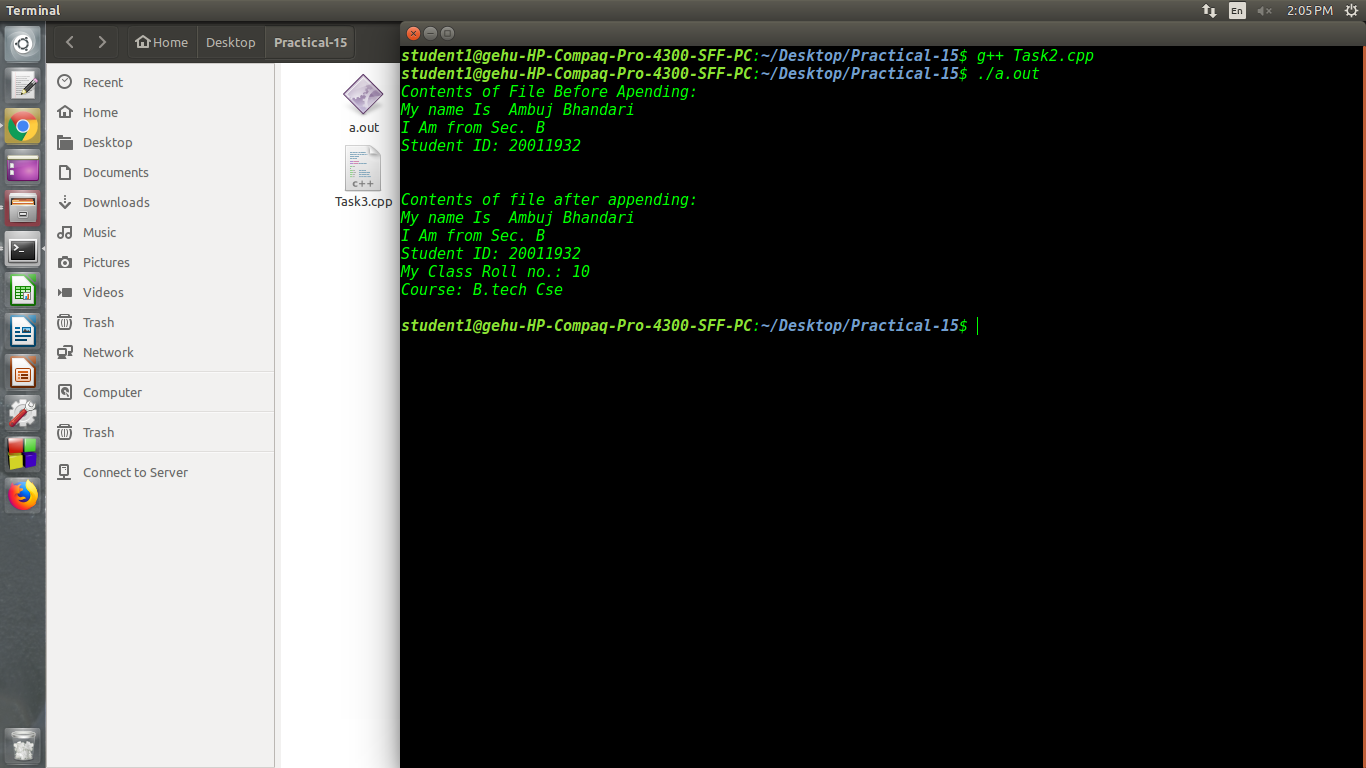 Terminal
En
2:05 PM
Home
Desktop
Practical-15
Recent
Home
Desktop
Documents
Downloads
Music
Pictures
Videos
Trash
Network
Computer
Trash
Connect to Server
a.out
c++
Task3.cpp
student1@gehu-HP-Compaq-Pro-4300-SFF-PC:~/Desktop/Practical-15$ g++ Task2.cpp
student1@gehu-HP-Compaq-Pro-4300-SFF-PC:~/Desktop/Practical-15$ ./a.out
Contents of File Before Apending:
My name Is  Ambuj Bhandari
I Am from Sec. B
Student ID: 20011932
Contents of file after appending:
My name Is  Ambuj Bhandari
I Am from Sec. B
Student ID: 20011932
My Class Roll no.: 10
Course: B.tech Cse
student1@gehu-HP-Compaq-Pro-4300-SFF-PC:~/Desktop/Practical-15$